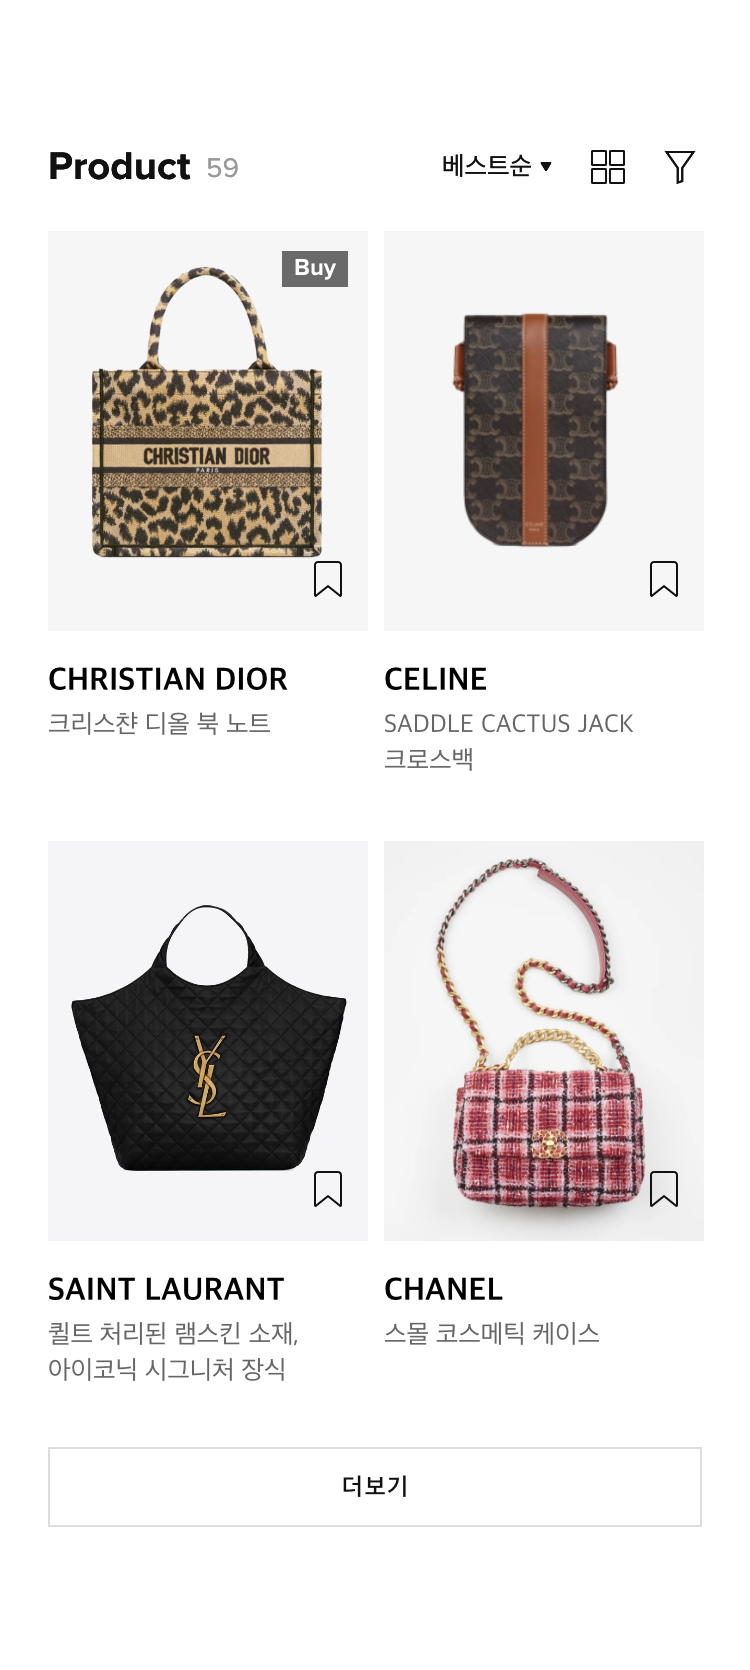 Product 59
베스트순
Buy
CHRISTIAN DIOR
PARIS
CELINE
PARIS
YSL
CHRISTIAN DIOR
크리스챤 디올 북 노트
CELINE
SADDLE CACTUS JACK
크로스백
SAINT LAURANT
퀼트 처리된 램스킨 소재,
아이코닉 시그니처 장식
CHANEL
스몰 코스메틱 케이스
더보기